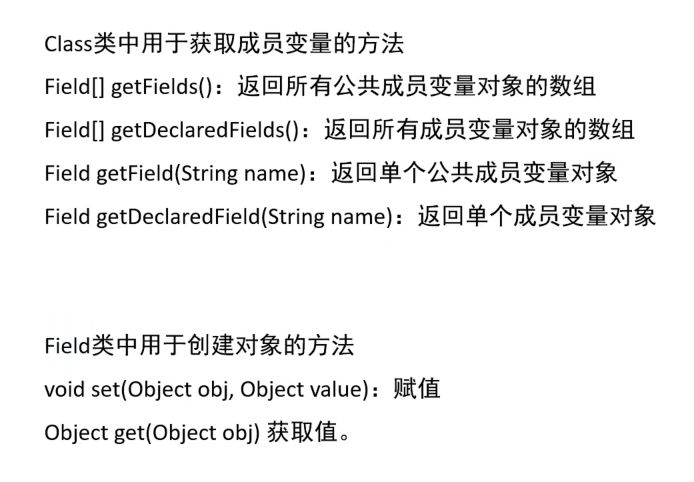 Class类中用于获取成员变量的方法
Field[] getFields()：返回所有公共成员变量对象的数组
Field[] getDeclaredFields()：返回所有成员变量对象的数组
Field getField(String name)：返回单个公共成员变量对象
Field getDeclaredField(String name)：返回单个成员变量对象
Field类中用于创建对象的方法
void set(Object obj, Object value)：赋值
Object get(Object obj) 获取值。